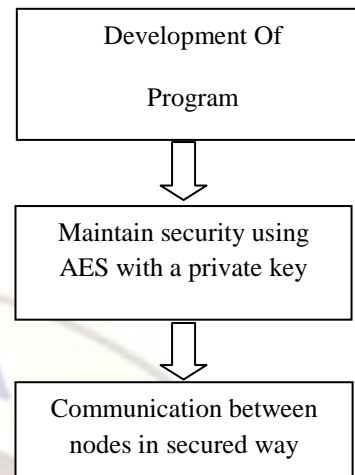 Development Of
Program
Maintain security using
AES with a private key
Communication between
nodes in secured way